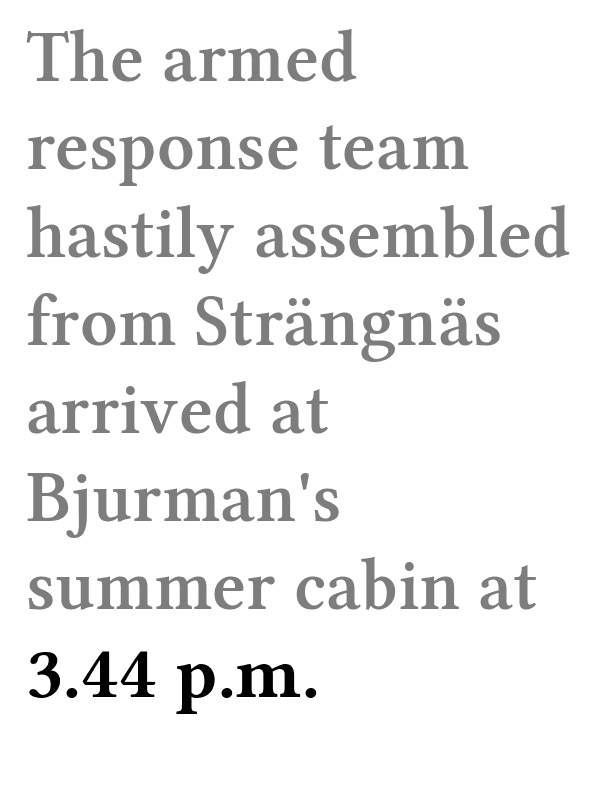 The armed
response team
hastily assembled
from Strängnäs
arrived at
Bjurman's
summer cabin at
3.44 p.m.